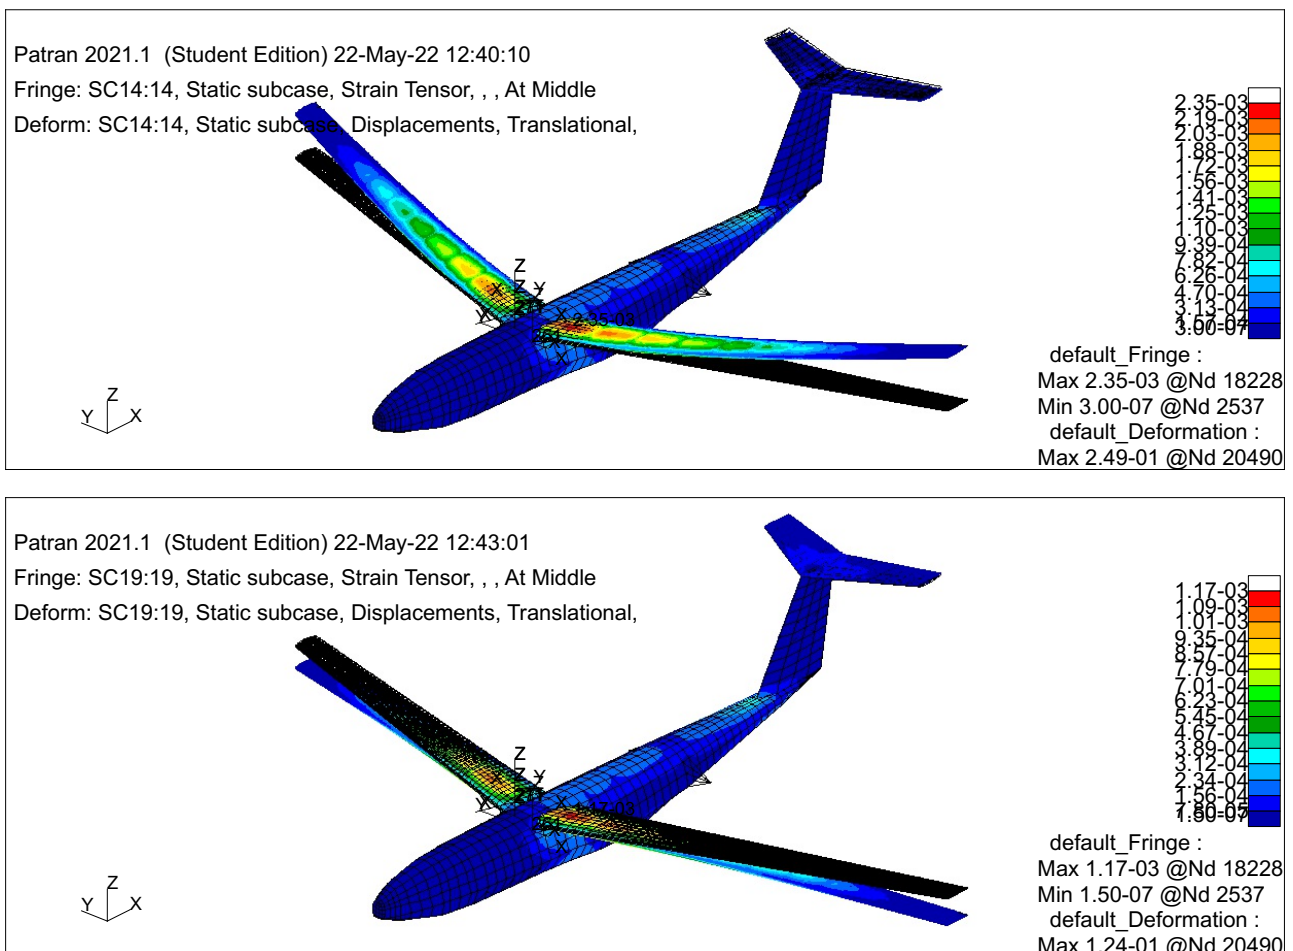 Patran 2021.1 (Student Edition) 22-May-22 12:40:10
Fringe: SC14:14, Static subcase, Strain Tensor, , , At Middle
Deform: SC14:14, Static subcase, Displacements, Translational,
2.35-03
2.19-03
2.03-03
1.88-03
1.72-03
1.56-03
1.41-03
1.25-03
1.10-03
9.39-04
7.82-04
6.26-04
4.70-04
3.13-04
3.00-07
default_Fringe :
Max 2.35-03 @Nd 18228
Min 3.00-07 @Nd 2537
default_Deformation :
Max 2.49-01 @Nd 20490
Z
Y
X
Z
Z
Y
X
2.35-03
X
Patran 2021.1 (Student Edition) 22-May-22 12:43:01
Fringe: SC19:19, Static subcase, Strain Tensor, , , At Middle
Deform: SC19:19, Static subcase, Displacements, Translational,
1.17-03
1.09-03
1.01-03
9.35-04
8.57-04
7.79-04
7.01-04
6.23-04
5.45-04
4.67-04
3.89-04
3.12-04
2.34-04
1.56-04
1.50-07
default_Fringe :
Max 1.17-03 @Nd 18228
Min 1.50-07 @Nd 2537
default_Deformation :
Max 1.24-01 @Nd 20490
Z
Y
X
Z
Z
Y
X
1.17-03
X